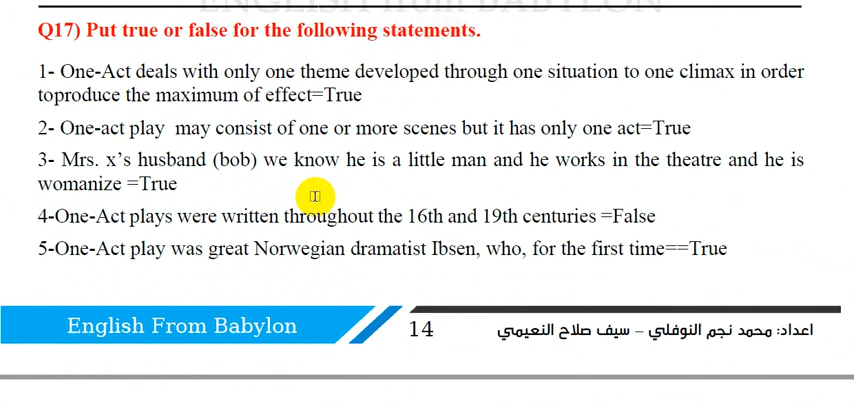 ENGLISH from BABYLON
Q17) Put true or false for the following statements.
1- One-Act deals with only one theme developed through one situation to one climax in order
toproduce the maximum of effect=True
2- One-act play may consist of one or more scenes but it has only one act=True
3- Mrs. x’s husband (bob) we know he is a little man and he works in the theatre and he is
womanize =True
4-One-Act plays were written throughout the 16th and 19th centuries =False
5-One-Act play was great Norwegian dramatist Ibsen, who, for the first time==True
English From Babylon
14
اعداد: محمد نجم النوفلي – سيف صلاح النعيمي